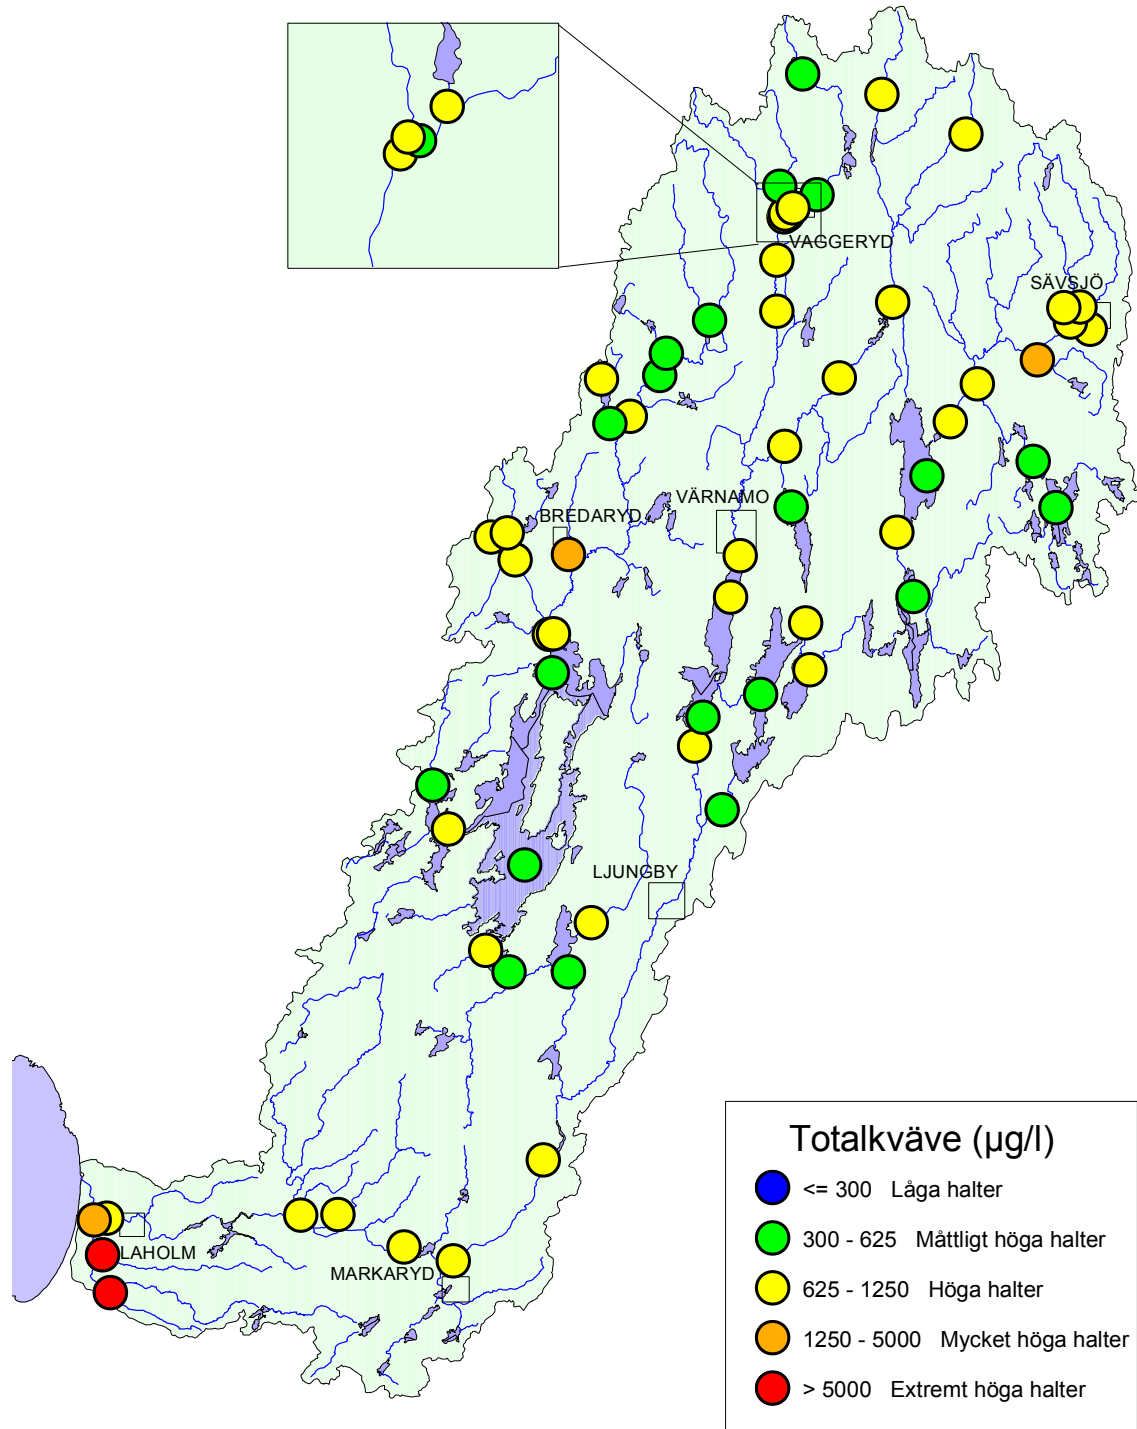 VAGGERYD
SÄVSJÖ
VÄRNAMO
BREDARYD
LJUNGBY
LAHOLM
MARKARYD
Totalkväve (µg/l)
<= 300 Låga halter
300 - 625 Måttligt höga halter
625 - 1250 Höga halter
1250 - 5000 Mycket höga halter
> 5000 Extremt höga halter